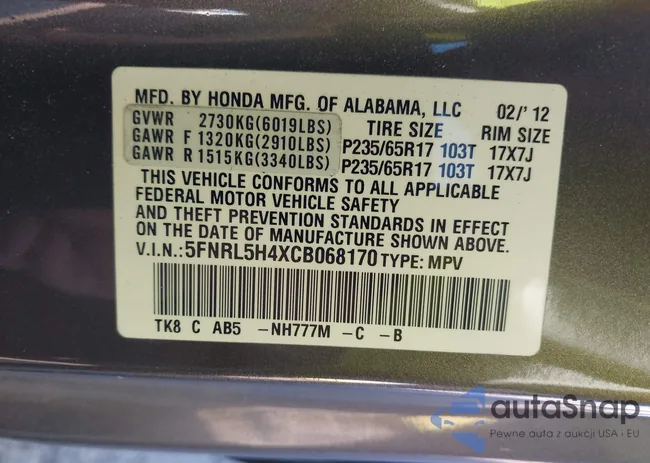 MFD. BY HONDA MFG. OF ALABAMA, LLC 02/' 12
GVWR 2730KG(6019LBS) TIRE SIZE RIM SIZE
GAWR F 1320KG(2910LBS) P235/65R17 103T 17X7J
GAWR R 1515KG(3340LBS) P235/65R17 103T 17X7J
THIS VEHICLE CONFORMS TO ALL APPLICABLE
FEDERAL MOTOR VEHICLE SAFETY
AND THEFT PREVENTION STANDARDS IN EFFECT
ON THE DATE OF MANUFACTURE SHOWN ABOVE.
V.I.N.:5FNRL5H4XCB068170 TYPE: MPV
TK8 C AB5 -NH777M -C -B
autaSnap
Pewne auta z aukcji USA i EU